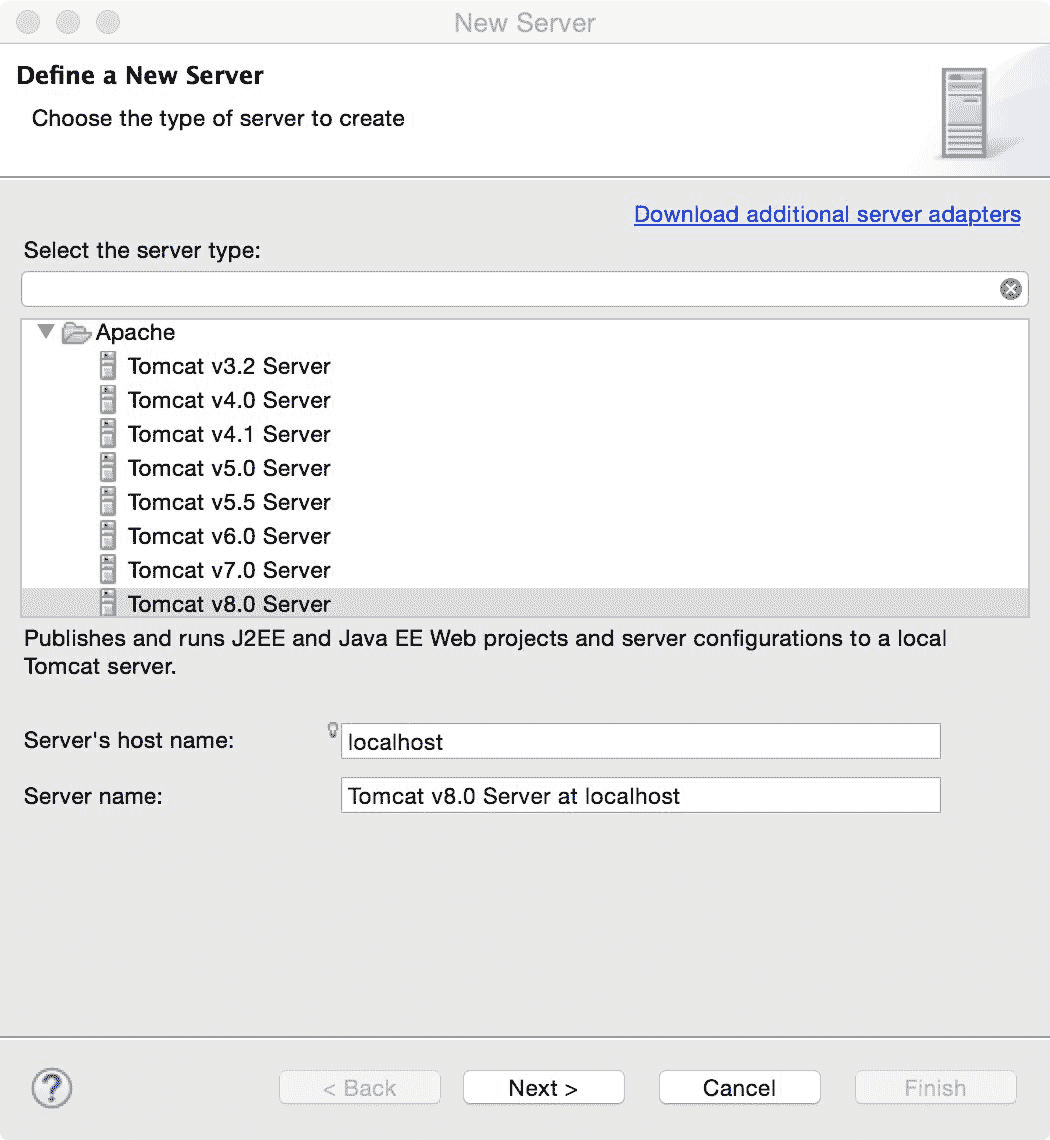 New Server
Define a New Server
Choose the type of server to create
Download additional server adapters
Select the server type:
Apache
Tomcat v3.2 Server
Tomcat v4.0 Server
Tomcat v4.1 Server
Tomcat v5.0 Server
Tomcat v5.5 Server
Tomcat v6.0 Server
Tomcat v7.0 Server
Tomcat v8.0 Server
Publishes and runs J2EE and Java EE Web projects and server configurations to a local
Tomcat server.
Server's host name: localhost
Server name: Tomcat v8.0 Server at localhost
? < Back Next > Cancel Finish